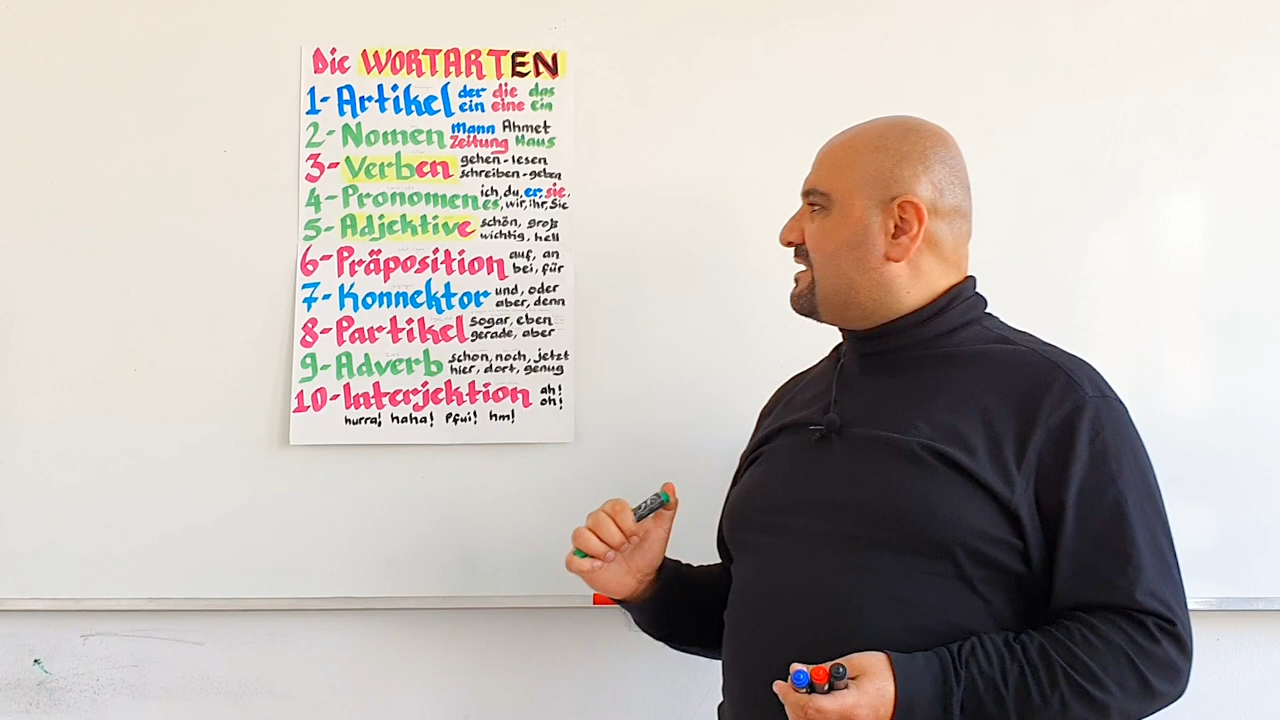 Die WORTARTEN
1- Artikel der die das
ein eine ein
2- Nomen Mann Ahmet
Zeitung Haus
3- Verben gehen - lesen
schreiben - geben
4- Pronomen ich, du, er, sie,
es, wir, ihr, Sie
5- Adjektive schön, groß
wichtig, hell
6- Präposition auf, an
bei, für
7- Konnektor und, oder
aber, denn
8- Partikel sogar, eben
gerade, aber
9- Adverb schon, noch, jetzt
hier, dort, genug
10- Interjektion ah!
oh!
hurra! haha! Pfui! hm!